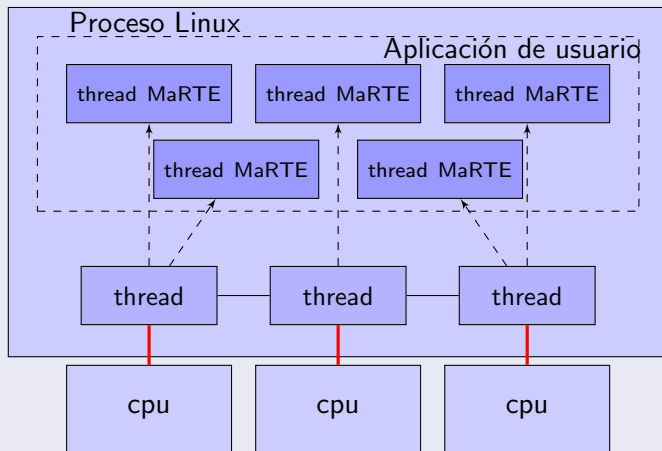 Proceso Linux
Aplicación de usuario
thread MaRTE
thread MaRTE
thread MaRTE
thread MaRTE
thread MaRTE
thread
thread
thread
cpu
cpu
cpu